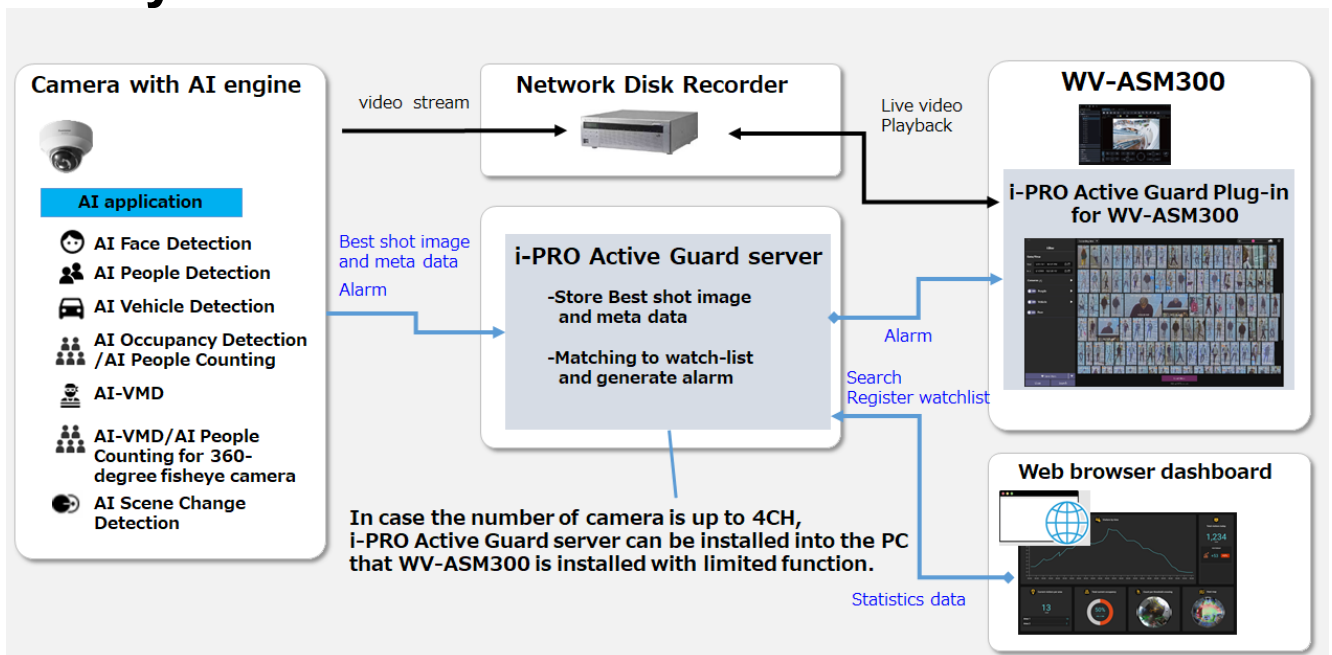 Camera with AI engine
AI application
AI Face Detection
AI People Detection
AI Vehicle Detection
AI Occupancy Detection
/AI People Counting
AI-VMD
AI-VMD/AI People
Counting for 360-
degree fisheye camera
AI Scene Change
Detection
video stream
Network Disk Recorder
Live video
Playback
WV-ASM300
i-PRO Active Guard Plug-in
for WV-ASM300
Best shot image
and meta data
Alarm
i-PRO Active Guard server
-Store Best shot image
and meta data
-Matching to watch-list
and generate alarm
Alarm
Search
Register watchlist
In case the number of camera is up to 4CH,
i-PRO Active Guard server can be installed into the PC
that WV-ASM300 is installed with limited function.
Statistics data
Web browser dashboard
1,234
13